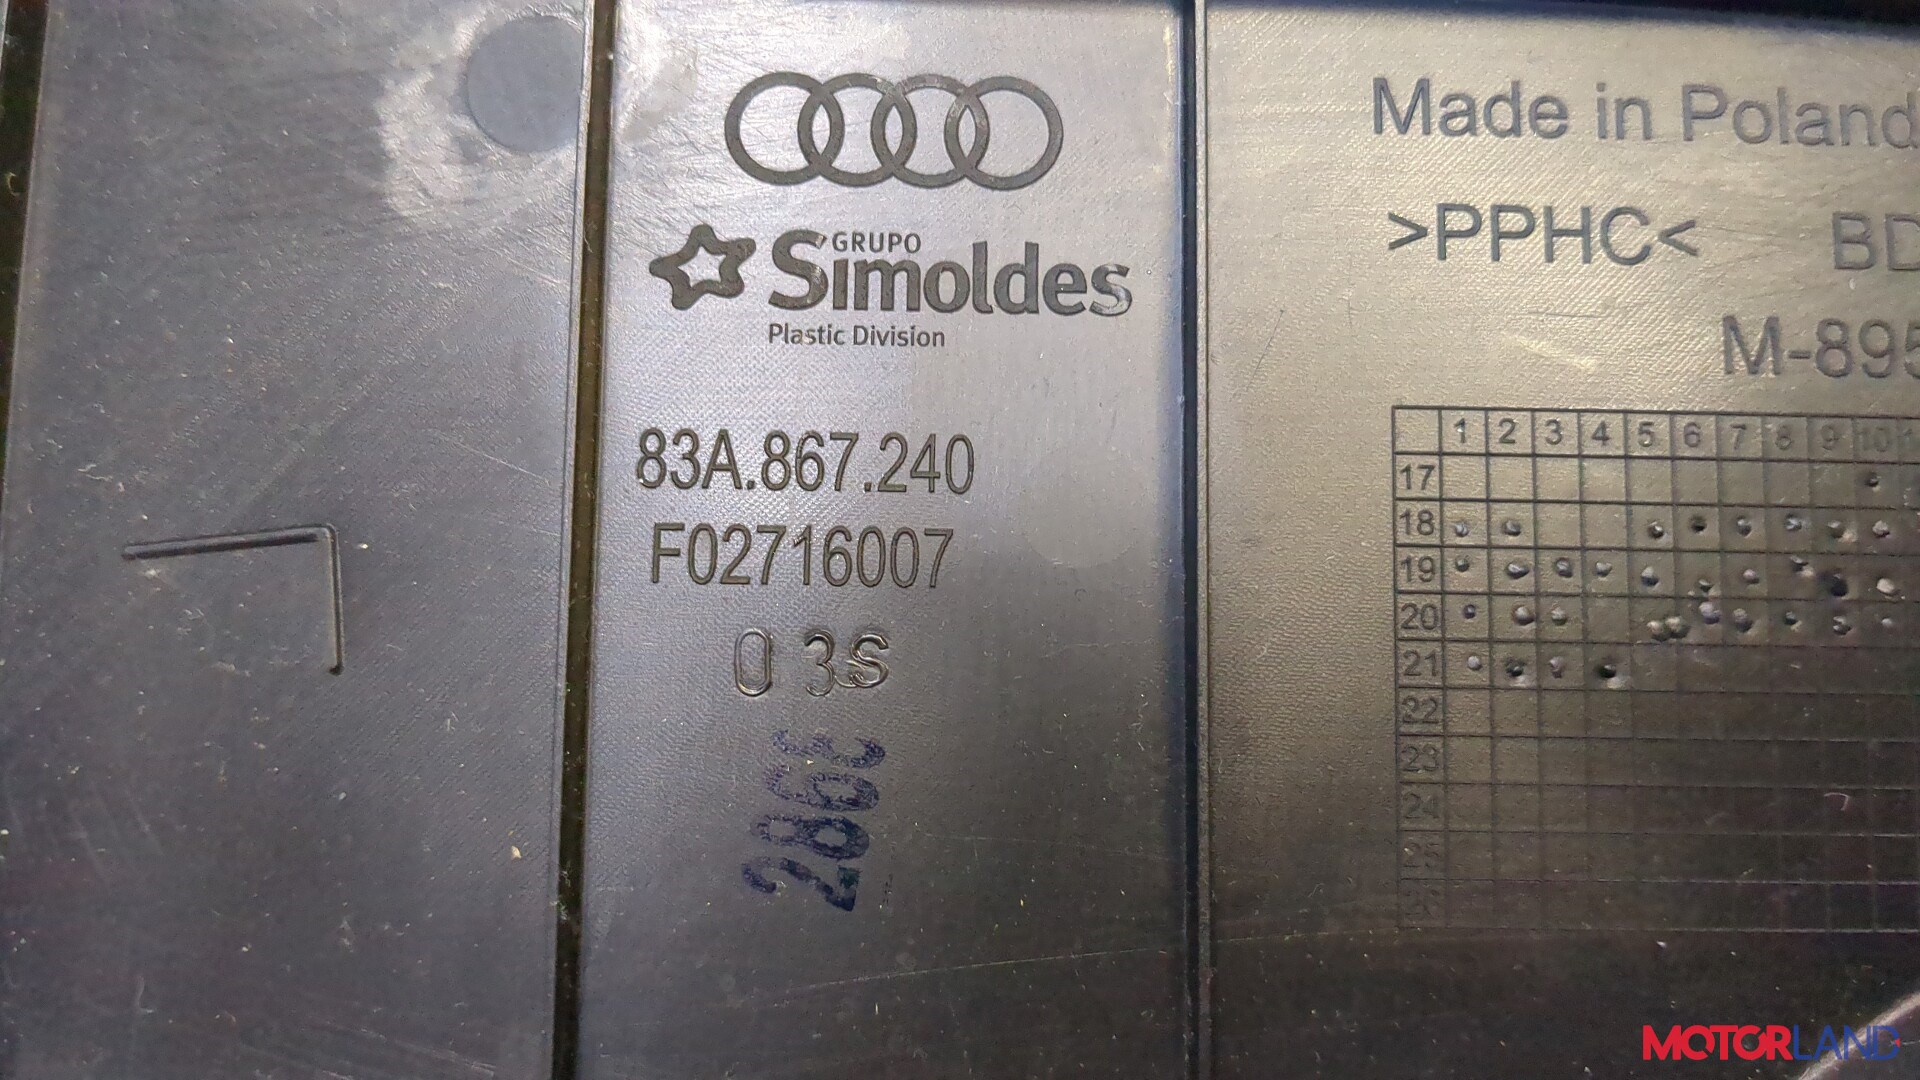 GRUPO
Simoldes
Plastic Division
83A.867.240
F02716007
0 3S
Made in Poland
>PPHC< BD
M-895
1 2 3 4 5 6 7 8 9 10
17
18
19
20
21
22
23
24
MOTORLAND